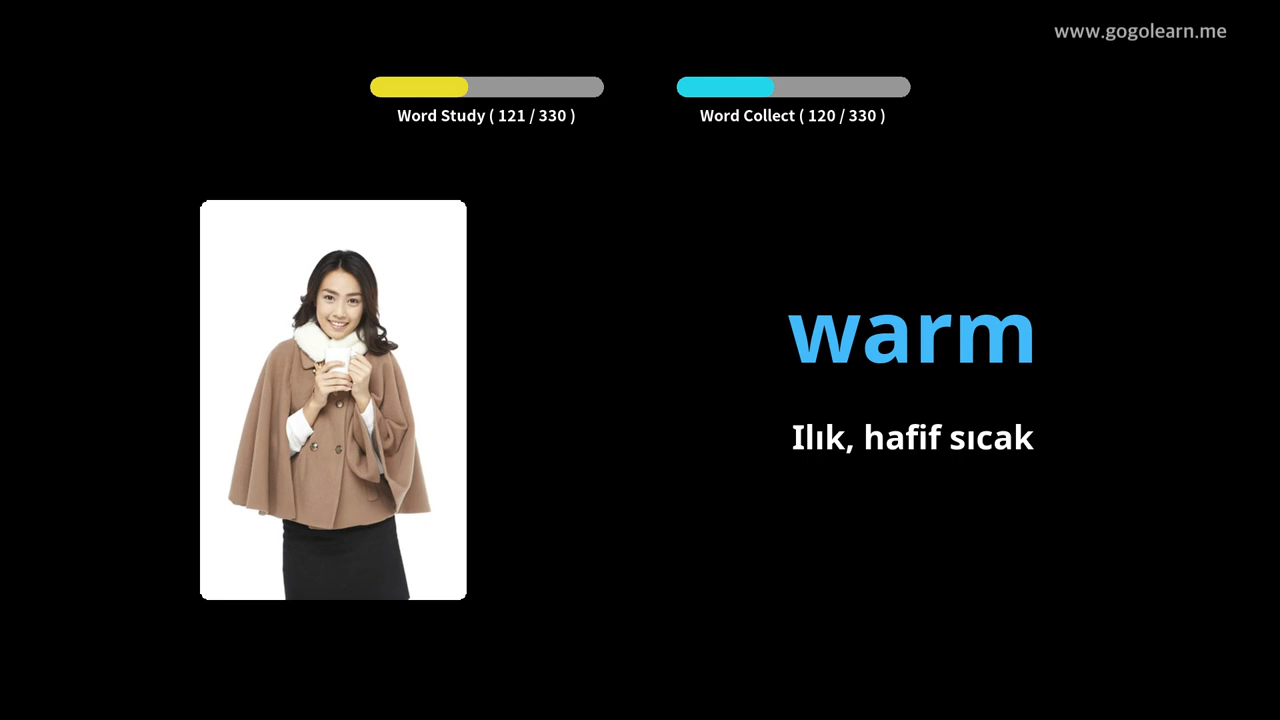 www.gogolearn.me
Word Study ( 121 / 330 )
Word Collect ( 120 / 330 )
warm
Ilık, hafif sıcak